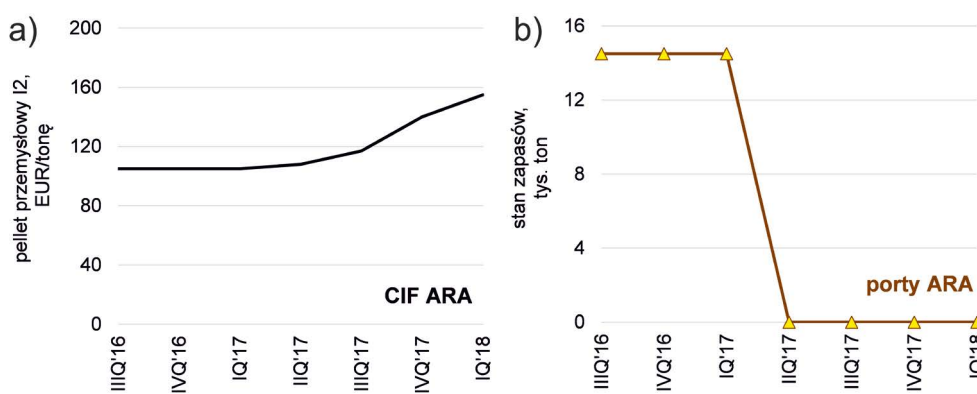 a)
pellet przemysłowy I2,
EUR/tonę
200
160
120
80
40
0
CIF ARA
IIIQ'16
IVQ'16
IQ'17
IIQ'17
IIIQ'17
IVQ'17
IQ'18
b)
stan zapasów,
tys. ton
16
12
8
4
0
porty ARA
IIIQ'16
IVQ'16
IQ'17
IIQ'17
IIIQ'17
IVQ'17
IQ'18